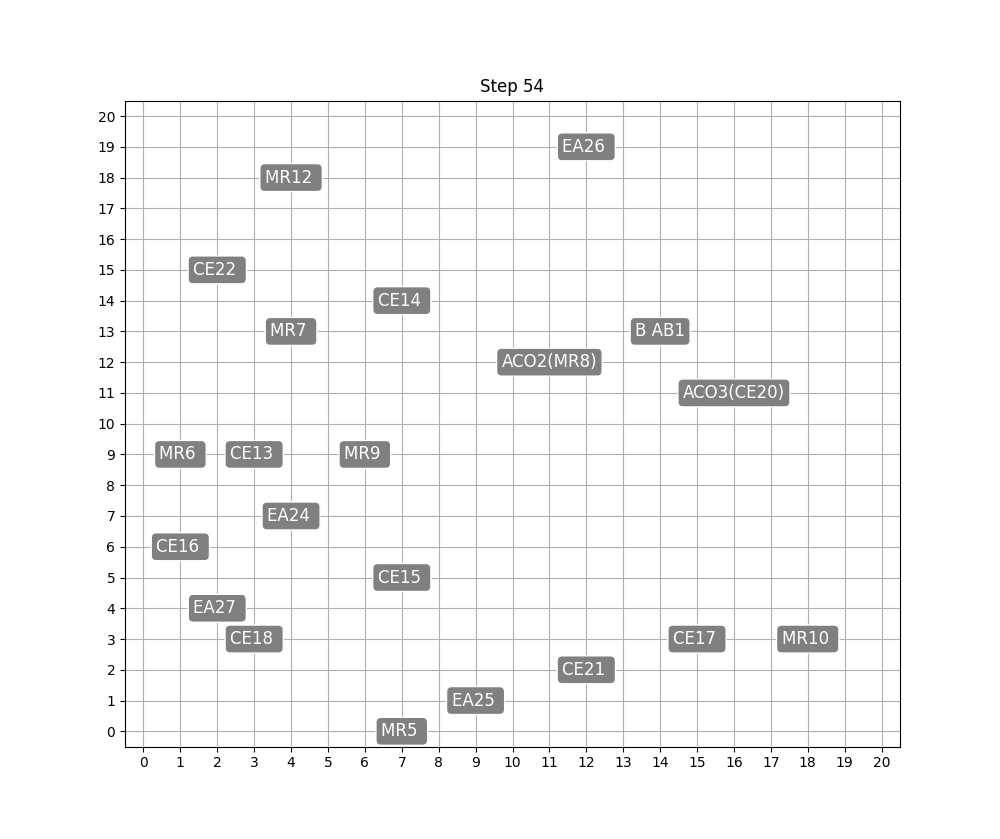 Step 54
20
19
18
17
16
15
14
13
12
11
10
9
8
7
6
5
4
3
2
1
0
EA26
MR12
CE22
CE14
MR7
B AB1
ACO2(MR8)
ACO3(CE20)
MR6
CE13
MR9
EA24
CE16
CE15
EA27
CE18
CE17
MR10
CE21
EA25
MR5
0 1 2 3 4 5 6 7 8 9 10 11 12 13 14 15 16 17 18 19 20